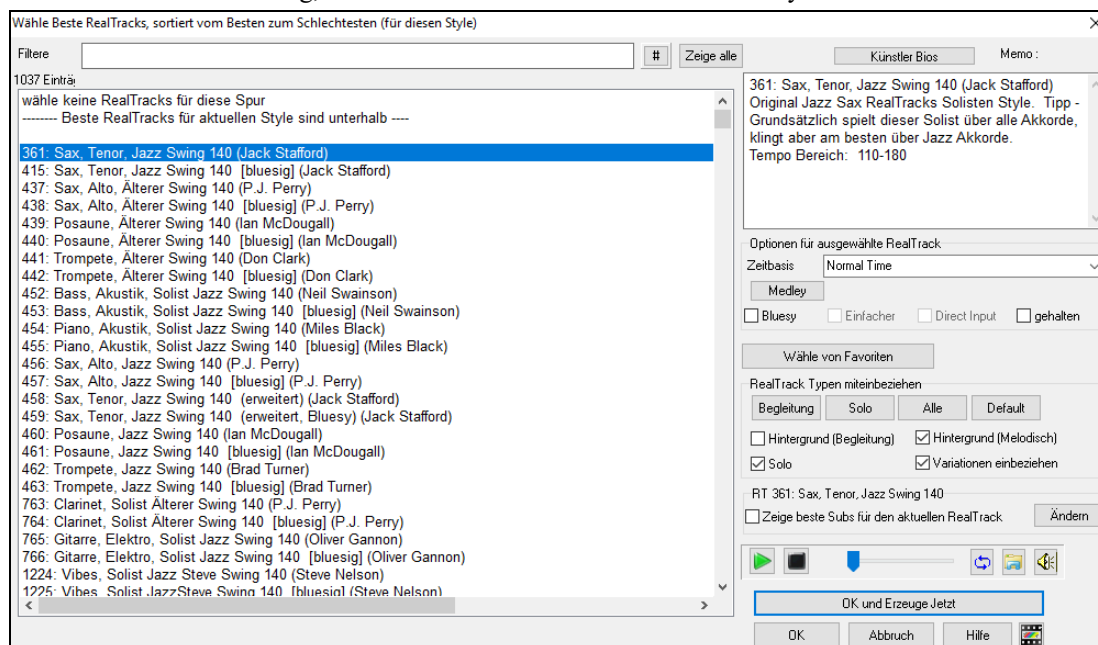 Wähle Beste RealTracks, sortiert vom Besten zum Schlechtesten (für diesen Style)
Filtere
#
Zeige alle
Künstler Bios
Memo :
1037 Einträ
wähle keine RealTracks für diese Spur
-------- Beste RealTracks für aktuellen Style sind unterhalb ----
361: Sax, Tenor, Jazz Swing 140 (Jack Stafford)
415: Sax, Tenor, Jazz Swing 140 [bluesig] (Jack Stafford)
437: Sax, Alto, Älterer Swing 140 (P.J. Perry)
438: Sax, Alto, Älterer Swing 140 [bluesig] (P.J. Perry)
439: Posaune, Älterer Swing 140 (Ian McDougall)
440: Posaune, Älterer Swing 140 [bluesig] (Ian McDougall)
441: Trompete, Älterer Swing 140 (Don Clark)
442: Trompete, Älterer Swing 140 [bluesig] (Don Clark)
452: Bass, Akustik, Solist Jazz Swing 140 (Neil Swainson)
453: Bass, Akustik, Solist Jazz Swing 140 [bluesig] (Neil Swainson)
454: Piano, Akustik, Solist Jazz Swing 140 (Miles Black)
455: Piano, Akustik, Solist Jazz Swing 140 [bluesig] (Miles Black)
456: Sax, Alto, Jazz Swing 140 (P.J. Perry)
457: Sax, Alto, Jazz Swing 140 [bluesig] (P.J. Perry)
458: Sax, Tenor, Jazz Swing 140 (erweitert) (Jack Stafford)
459: Sax, Tenor, Jazz Swing 140 (erweitert, Bluesy) (Jack Stafford)
460: Posaune, Jazz Swing 140 (Ian McDougall)
461: Posaune, Jazz Swing 140 [bluesig] (Ian McDougall)
462: Trompete, Jazz Swing 140 (Brad Turner)
463: Trompete, Jazz Swing 140 [bluesig] (Brad Turner)
763: Clarinet, Solist Älterer Swing 140 (P.J. Perry)
764: Clarinet, Solist Älterer Swing 140 [bluesig] (P.J. Perry)
765: Gitarre, Elektro, Solist Jazz Swing 140 (Oliver Gannon)
766: Gitarre, Elektro, Solist Jazz Swing 140 [bluesig] (Oliver Gannon)
1224: Vibes, Solist Jazz Steve Swing 140 (Steve Nelson)
1225: Vibes, Solist JazzSteve Swing 140 [bluesig] (Steve Nelson)
361: Sax, Tenor, Jazz Swing 140 (Jack Stafford)
Original Jazz Sax RealTracks Solisten Style. Tipp -
Grundsätzlich spielt dieser Solist über alle Akkorde,
klingt aber am besten über Jazz Akkorde.
Tempo Bereich: 110-180
Optionen für ausgewählte RealTrack
Zeitbasis
Normal Time
Medley
Bluesy
Einfacher
Direct Input
gehalten
Wähle von Favoriten
RealTrack Typen miteinbeziehen
Begleitung
Solo
Alle
Default
Hintergrund (Begleitung)
Hintergrund (Melodisch)
Solo
Variationen einbeziehen
RT 361: Sax, Tenor, Jazz Swing 140
Zeige beste Subs für den aktuellen RealTrack
Ändern
OK und Erzeuge Jetzt
OK
Abbruch
Hilfe